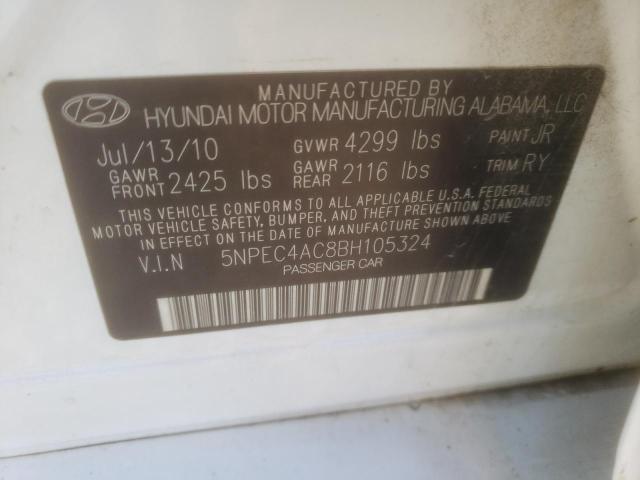 MANUFACTURED BY
HYUNDAI MOTOR MANUFACTURING ALABAMA, LLC
Jul/13/10 GVWR 4299 lbs PAINT JR
GAWR FRONT 2425 lbs GAWR REAR 2116 lbs TRIM RY
THIS VEHICLE CONFORMS TO ALL APPLICABLE U.S.A. FEDERAL
MOTOR VEHICLE SAFETY, BUMPER, AND THEFT PREVENTION STANDARDS
IN EFFECT ON THE DATE OF MANUFACTURE SHOWN ABOVE
V.I.N 5NPEC4AC8BH105324
PASSENGER CAR